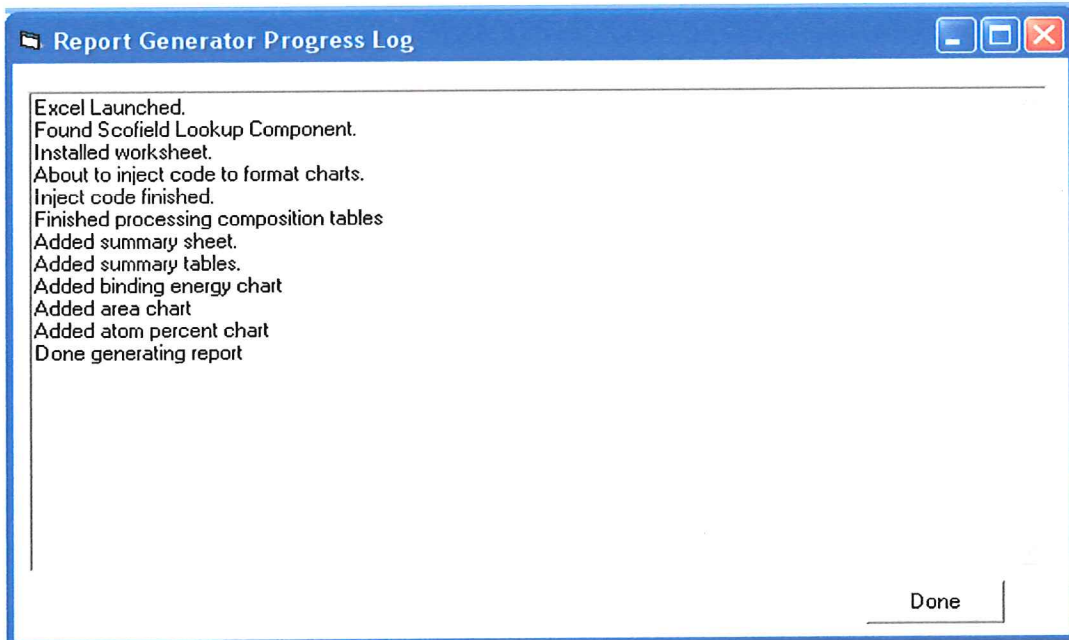 Report Generator Progress Log
Excel Launched.
Found Scofield Lookup Component.
Installed worksheet.
About to inject code to format charts.
Inject code finished.
Finished processing composition tables
Added summary sheet.
Added summary tables.
Added binding energy chart
Added area chart
Added atom percent chart
Done generating report
Done